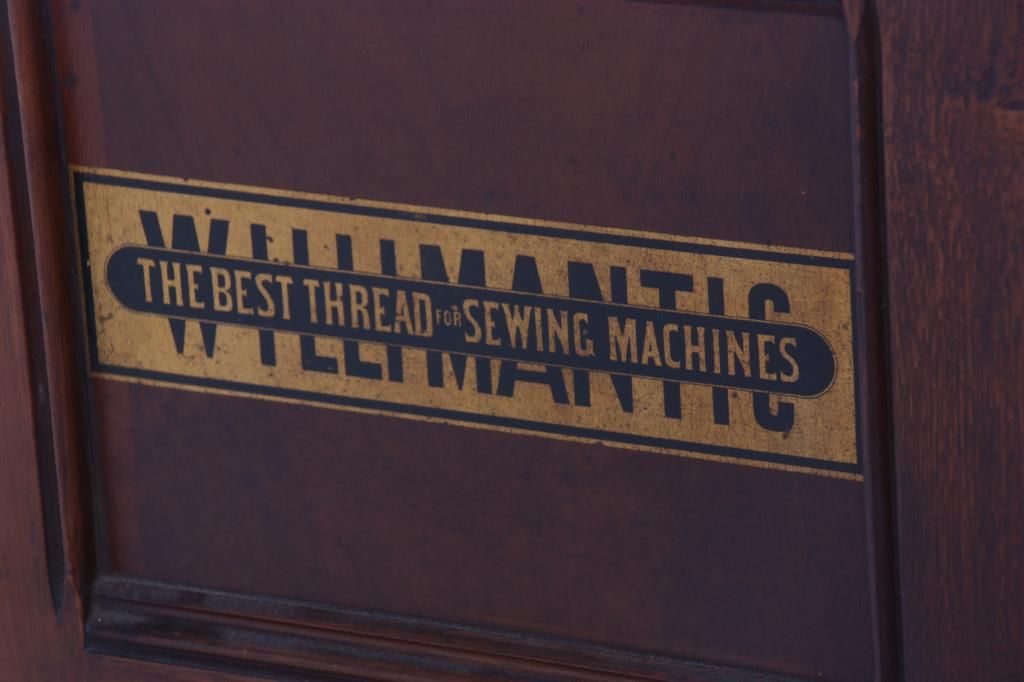 WILLIMANTIC
THE BEST THREAD FOR SEWING MACHINES